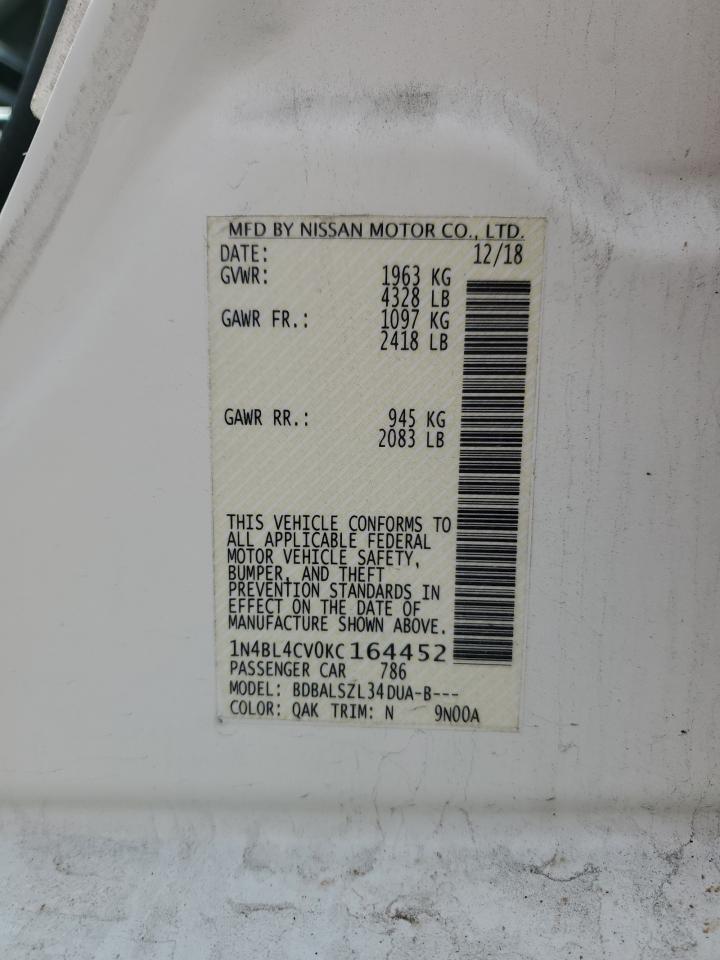 MFD BY NISSAN MOTOR CO., LTD.
DATE: 12/18
GVWR: 1963 KG
4328 LB
GAWR FR.: 1097 KG
2418 LB
GAWR RR.: 945 KG
2083 LB
THIS VEHICLE CONFORMS TO
ALL APPLICABLE FEDERAL
MOTOR VEHICLE SAFETY,
BUMPER, AND THEFT
PREVENTION STANDARDS IN
EFFECT ON THE DATE OF
MANUFACTURE SHOWN ABOVE.
1N4BL4CV0KC164452
PASSENGER CAR 786
MODEL: BDBALSZL34DUA-B---
COLOR: QAK TRIM: N 9N00A